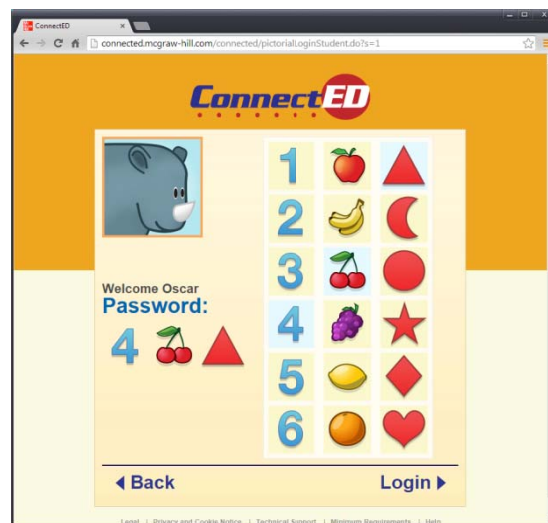 ConnectED
connected.mcgraw-hill.com/connected/pictorialLoginStudent.do?s=1
ConnectED
Welcome Oscar
Password:
4
1
2
3
4
5
6
Back
Login
Legal | Privacy and Cookie Notice | Technical Support | Minimum Requirements | Help